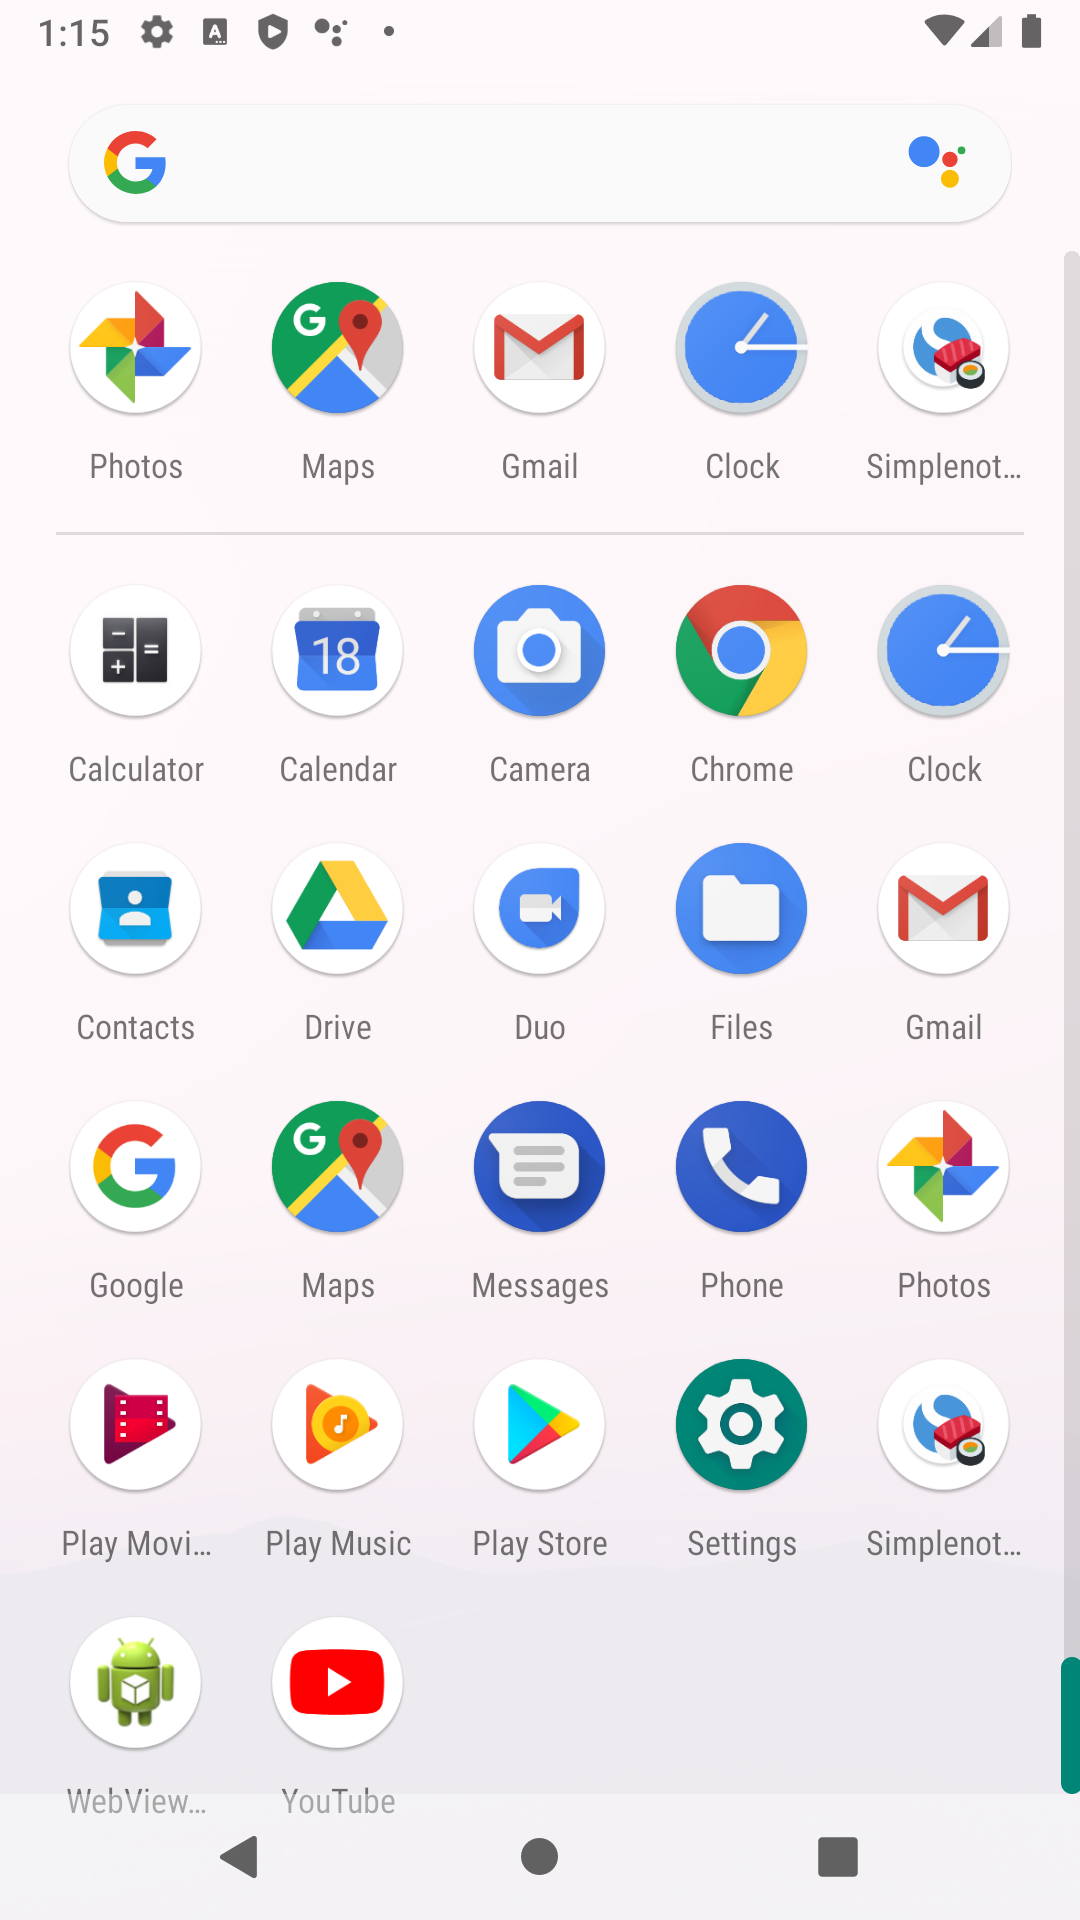 1:15
Photos Maps Gmail Clock Simplenot...
Calculator Calendar Camera Chrome Clock
18
Contacts Drive Duo Files Gmail
Google Maps Messages Phone Photos
Play Movi... Play Music Play Store Settings Simplenot...
WebView... YouTube